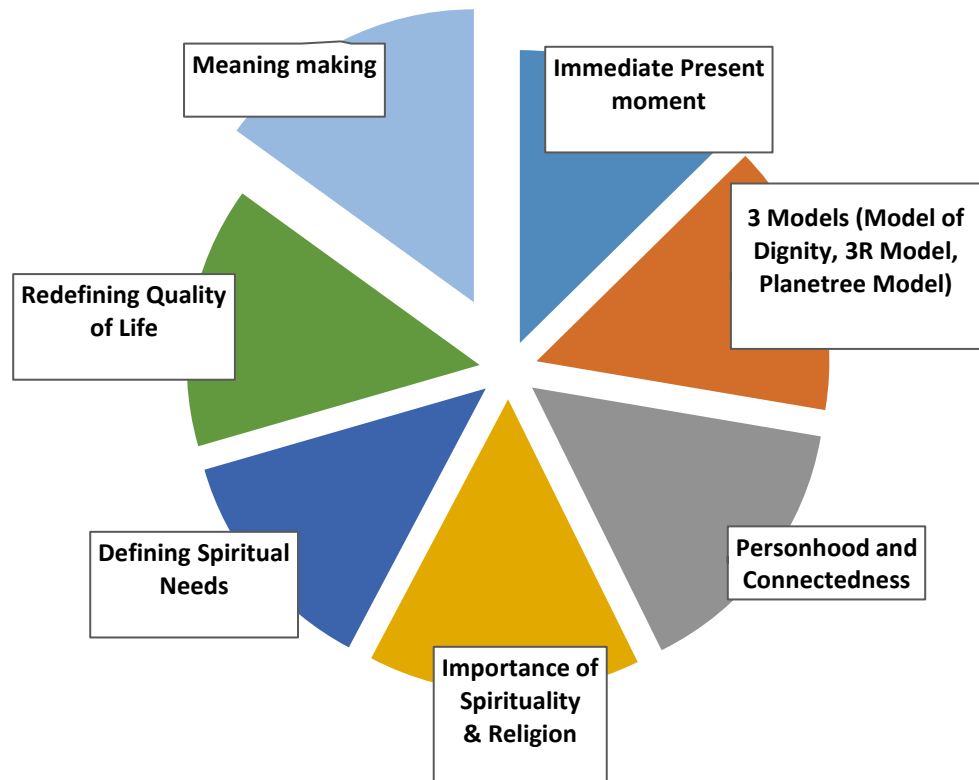 Meaning making
Immediate Present
moment
3 Models (Model of
Dignity, 3R Model,
Planetree Model)
Personhood and
Connectedness
Importance of
Spirituality
& Religion
Defining Spiritual
Needs
Redefining Quality
of Life